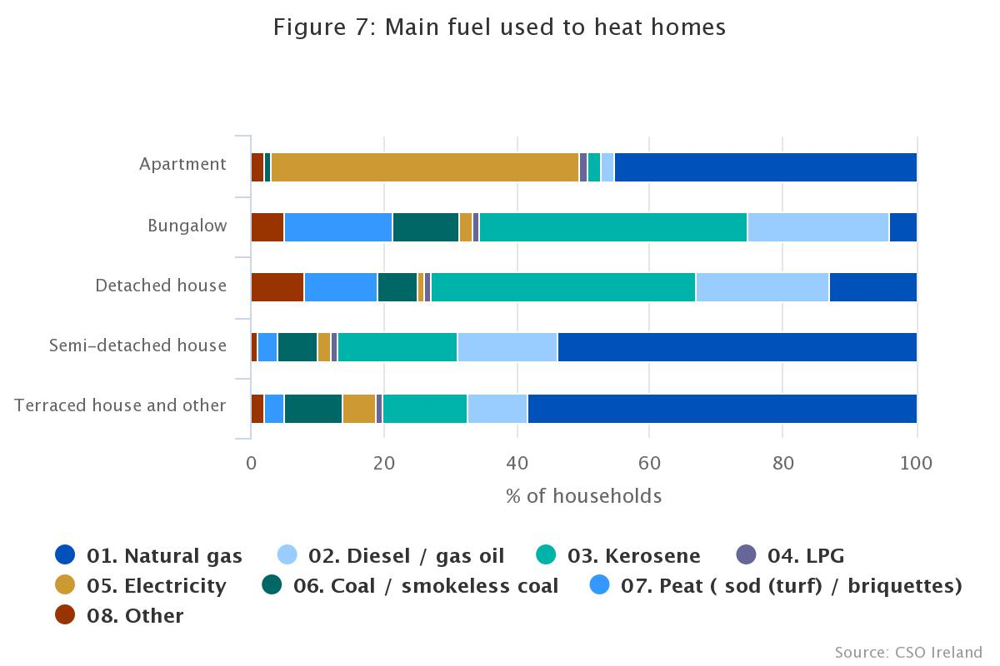 Figure 7: Main fuel used to heat homes
Apartment
Bungalow
Detached house
Semi-detached house
Terraced house and other
0 20 40 60 80 100
% of households
01. Natural gas 02. Diesel / gas oil 03. Kerosene 04. LPG
05. Electricity 06. Coal / smokeless coal 07. Peat ( sod (turf) / briquettes)
08. Other
Source: CSO Ireland